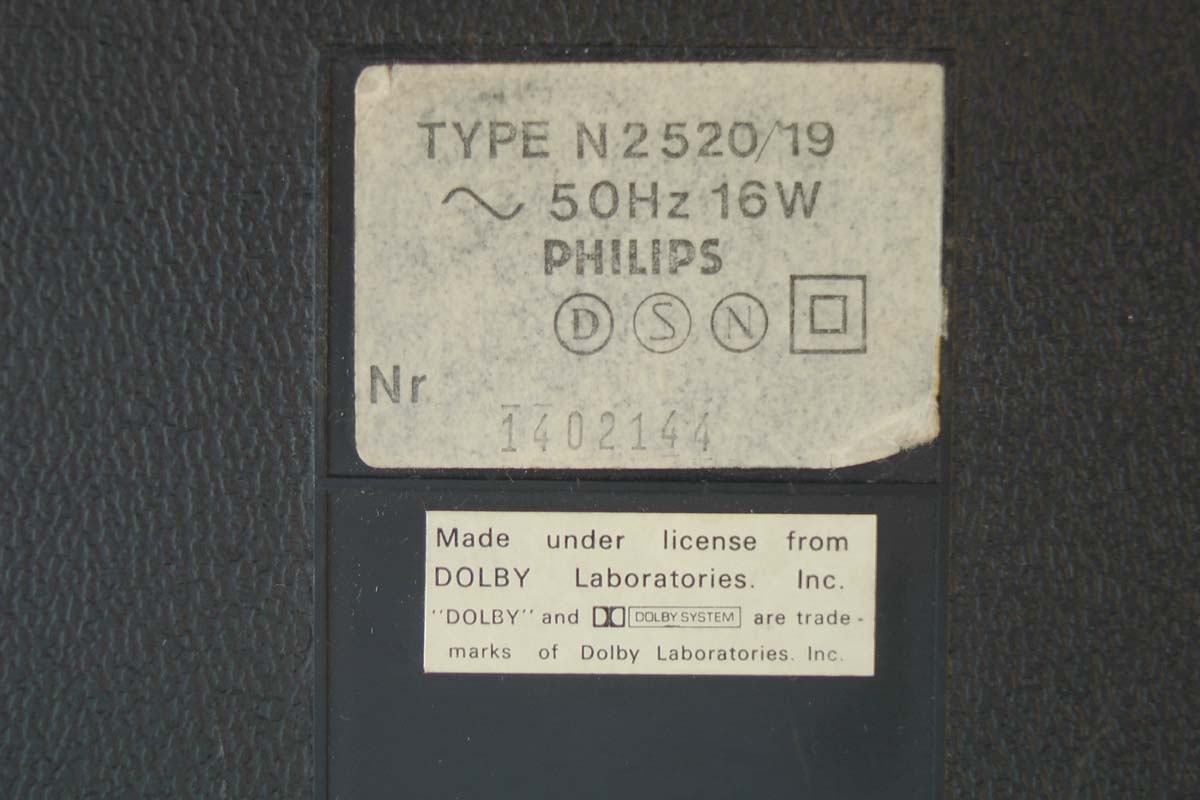 TYPE N2520/19
~ 50Hz 16W
PHILIPS
D S N
Nr
1402144
Made under license from
DOLBY Laboratories. Inc.
"DOLBY" and DOLBY SYSTEM are trade-
marks of Dolby Laboratories. Inc.